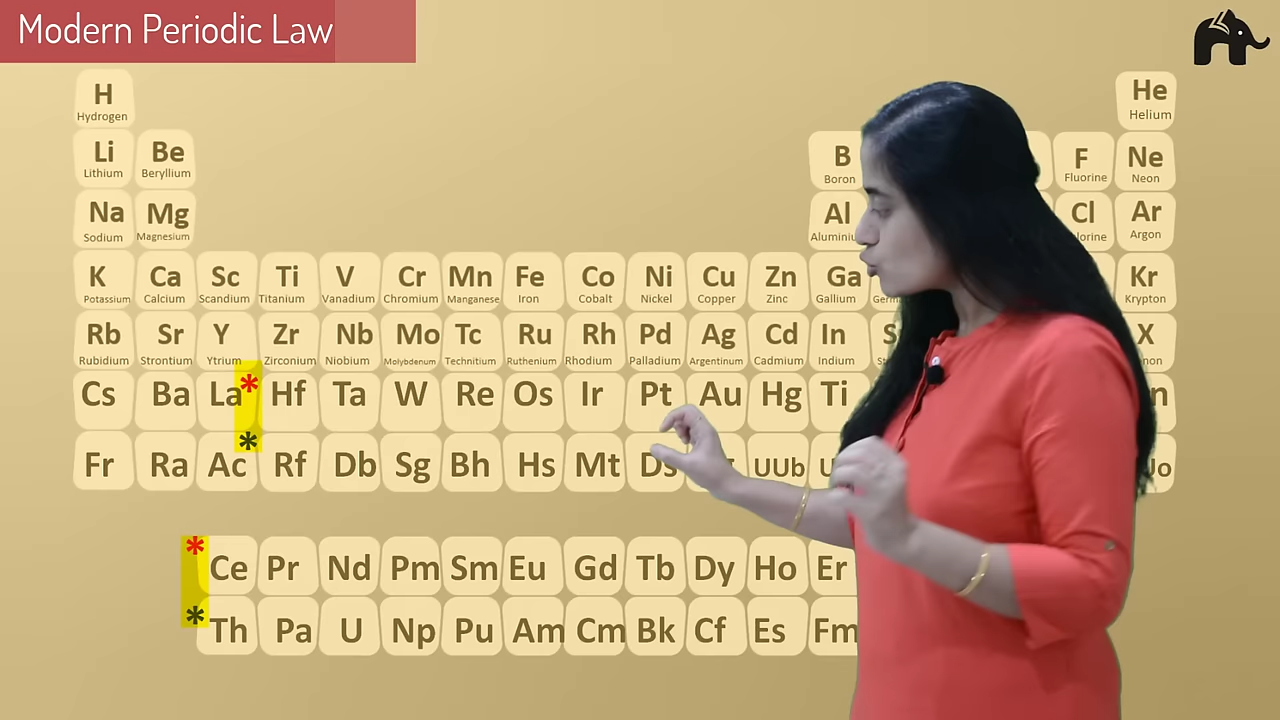 Modern Periodic Law
H He
Hydrogen Helium
Li Be B F Ne
Lithium Beryllium Boron Fluorine Neon
Na Mg Al Cl Ar
Sodium Magnesium Argon
K Ca Sc Ti V Cr Mn Fe Co Ni Cu Zn Ga Kr
Potassium Calcium Scandium Titanium Vanadium Chromium Manganese Iron Cobalt Nickel Copper Zinc Gallium Krypton
Rb Sr Y Zr Nb Mo Tc Ru Rh Pd Ag Cd In X
Rubidium Strontium Ytrium Zirconium Niobium Molybdenum Technitium Ruthenium Rhodium Palladium Argentinum Cadmium Indium
Cs Ba La* Hf Ta W Re Os Ir Pt Au Hg Ti
*
Fr Ra Ac Rf Db Sg Bh Hs Mt Ds UUb
* Ce Pr Nd Pm Sm Eu Gd Tb Dy Ho Er
* Th Pa U Np Pu Am Cm Bk Cf Es Fm